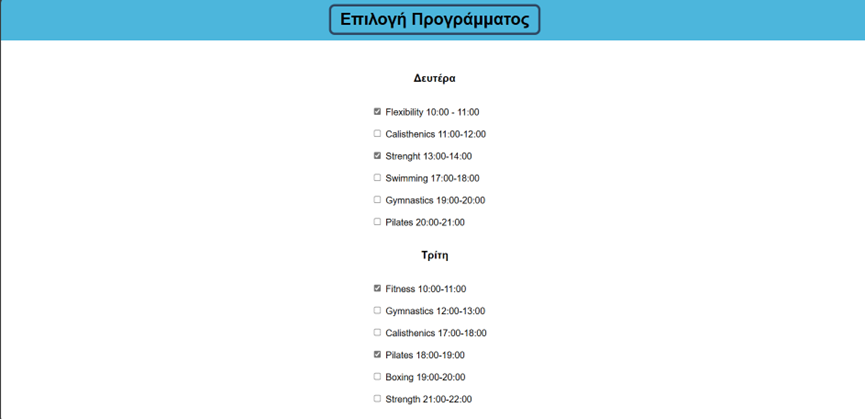 Επιλογή Προγράμματος
Δευτέρα
Flexibility 10:00 - 11:00
Calisthenics 11:00-12:00
Strenght 13:00-14:00
Swimming 17:00-18:00
Gymnastics 19:00-20:00
Pilates 20:00-21:00
Τρίτη
Fitness 10:00-11:00
Gymnastics 12:00-13:00
Calisthenics 17:00-18:00
Pilates 18:00-19:00
Boxing 19:00-20:00
Strength 21:00-22:00